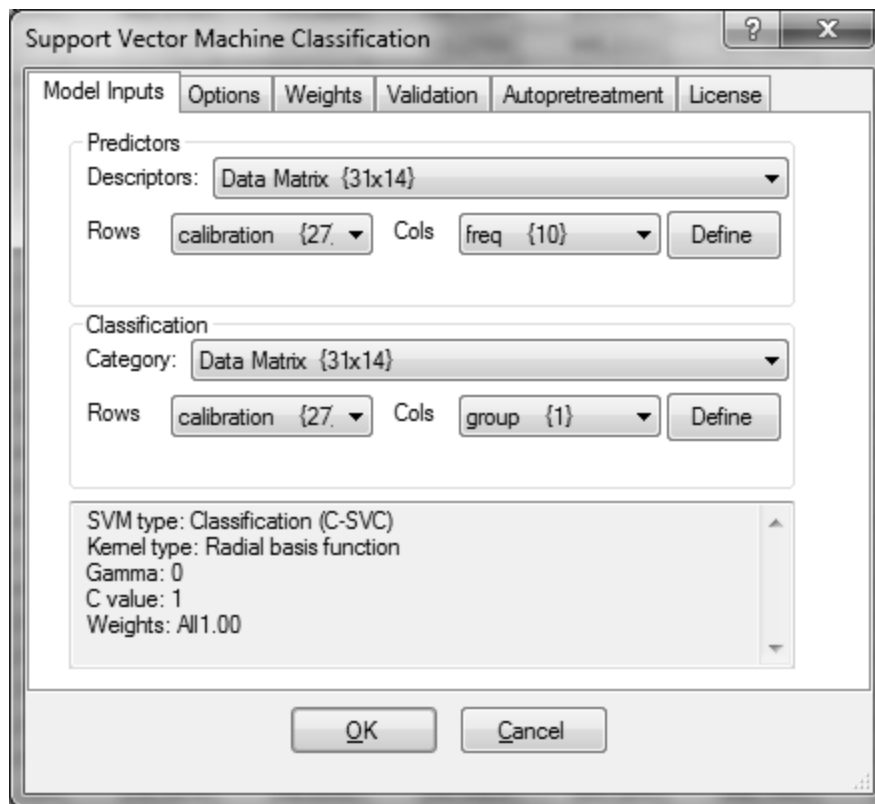 Support Vector Machine Classification
?
X
Model Inputs Options Weights Validation Autopretreatment License
Predictors
Descriptors: Data Matrix {31x14}
Rows calibration {27, Cols freq {10} Define
Classification
Category: Data Matrix {31x14}
Rows calibration {27, Cols group {1} Define
SVM type: Classification (C-SVC)
Kernel type: Radial basis function
Gamma: 0
C value: 1
Weights: All1.00
OK Cancel